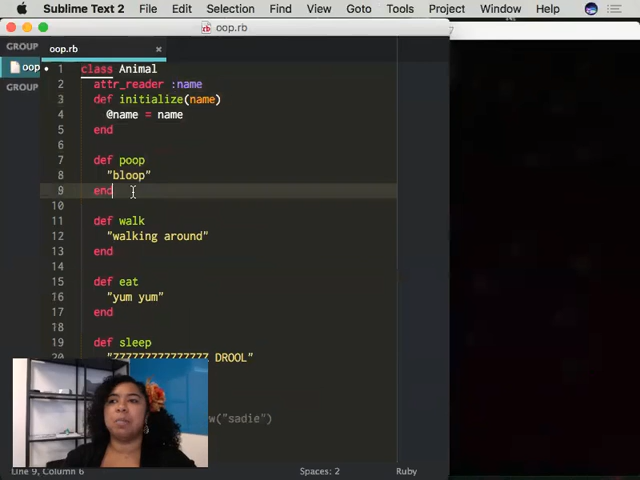 Sublime Text 2 File Edit Selection Find View Goto Tools Project Window Help
oop.rb
GROUP
oop.rb
oop
GROUP
1 class Animal
2 attr_reader :name
3 def initialize(name)
4 @name = name
5 end
6
7 def poop
8 "bloop"
9 end
10
11 def walk
12 "walking around"
13 end
14
15 def eat
16 "yum yum"
17 end
18
19 def sleep
20 "ZZZZZZZZZZZZZZZ DROOL"
w("sadie")
Line 9, Column 6 Spaces: 2 Ruby